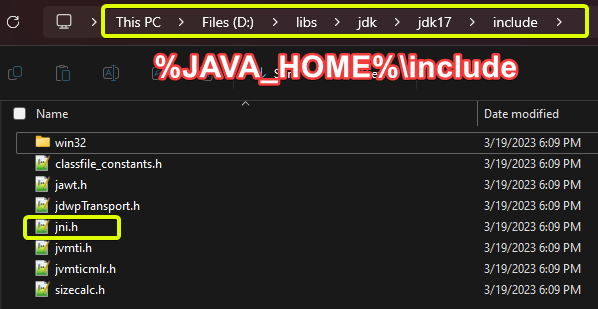 This PC > Files (D:) > libs > jdk > jdk17 > include >
%JAVA_HOME%\include
Name Date modified
win32 3/19/2023 6:09 PM
classfile_constants.h 3/19/2023 6:09 PM
jawt.h 3/19/2023 6:09 PM
jdwpTransport.h 3/19/2023 6:09 PM
jni.h 3/19/2023 6:09 PM
jvmti.h 3/19/2023 6:09 PM
jvmticmlr.h 3/19/2023 6:09 PM
sizecalc.h 3/19/2023 6:09 PM